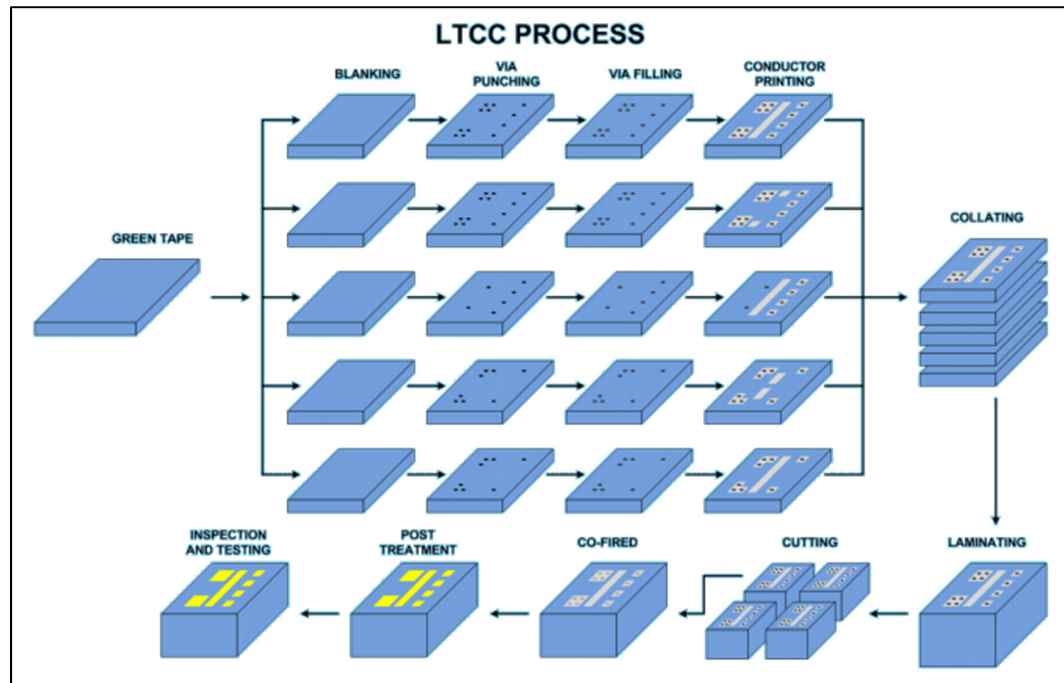 LTCC PROCESS
BLANKING
VIA
PUNCHING
VIA FILLING
CONDUCTOR
PRINTING
GREEN TAPE
COLLATING
INSPECTION
AND TESTING
POST
TREATMENT
CO-FIRED
CUTTING
LAMINATING